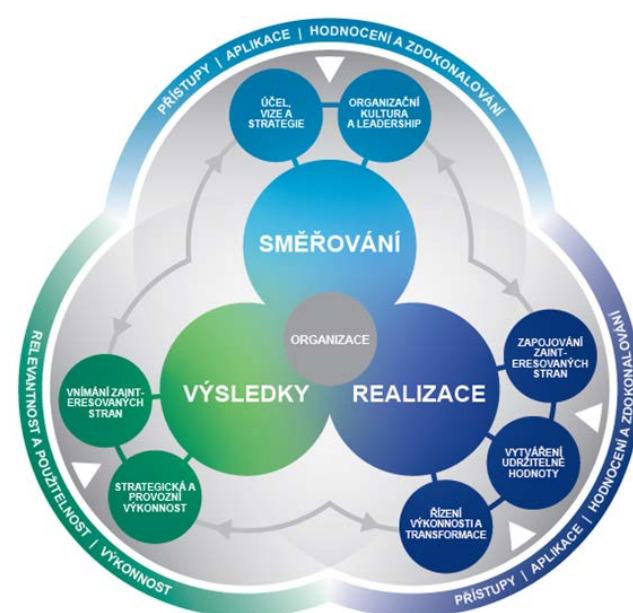 PŘÍSTUPY | APLIKACE | HODNOCENÍ A ZDOKONALOVÁNÍ
ÚČEL,
VIZE A
STRATEGIE
ORGANIZAČNÍ
KULTURA
A LEADERSHIP
SMĚŘOVÁNÍ
ORGANIZACE
VÝSLEDKY
REALIZACE
VNÍMÁNÍ ZAINT-
ERESOVANÝCH
STRAN
STRATEGICKÁ A
PROVOZNÍ
VÝKONNOST
ZAPOJOVÁNÍ
ZAINT-
ERESOVANÝCH
STRAN
VYTVÁŘENÍ
UDRŽITELNÉ
HODNOTY
ŘÍZENÍ
VÝKONNOSTI A
TRANSFORMACE
RELEVANTNOST A POUŽITELNOST | VÝKONNOST
PŘÍSTUPY | APLIKACE | HODNOCENÍ A ZDOKONALOVÁNÍ